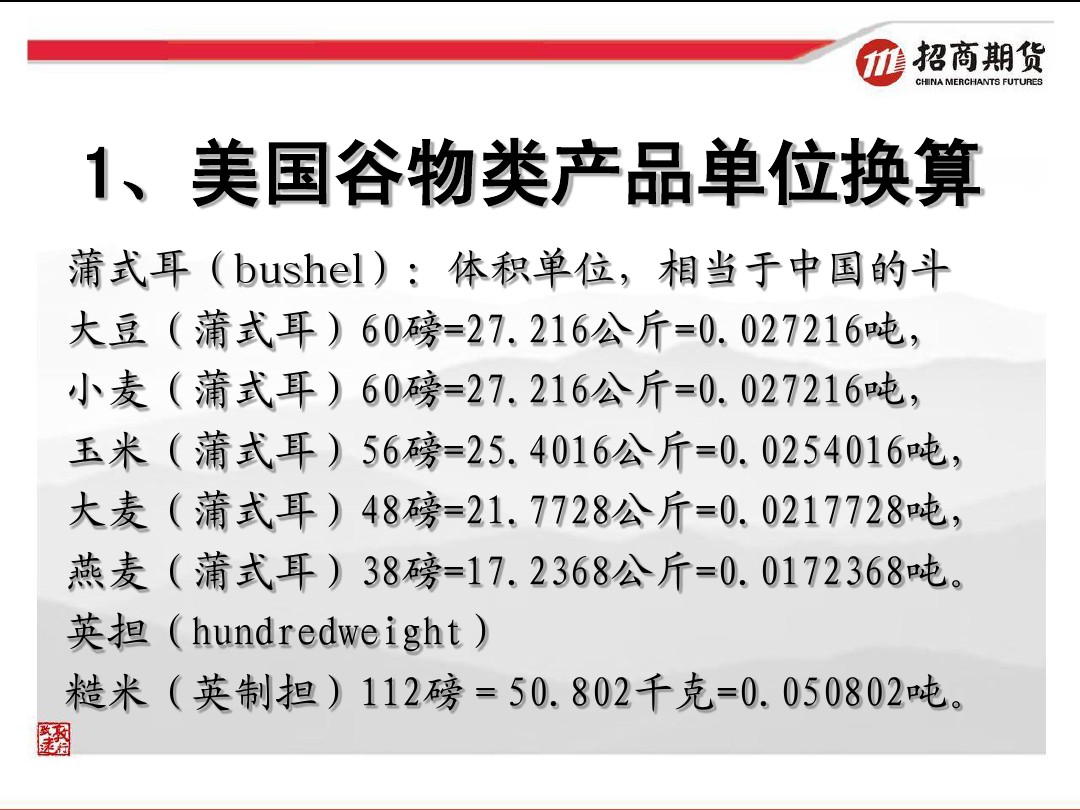 招商期货
CHINA MERCHANTS FUTURES
1、美国谷物类产品单位换算
蒲式耳（bushel）：体积单位，相当于中国的斗
大豆（蒲式耳）60磅=27.216公斤=0.027216吨，
小麦（蒲式耳）60磅=27.216公斤=0.027216吨，
玉米（蒲式耳）56磅=25.4016公斤=0.0254016吨，
大麦（蒲式耳）48磅=21.7728公斤=0.0217728吨，
燕麦（蒲式耳）38磅=17.2368公斤=0.0172368吨。
英担（hundredweight）
糙米（英制担）112磅＝50.802千克=0.050802吨。